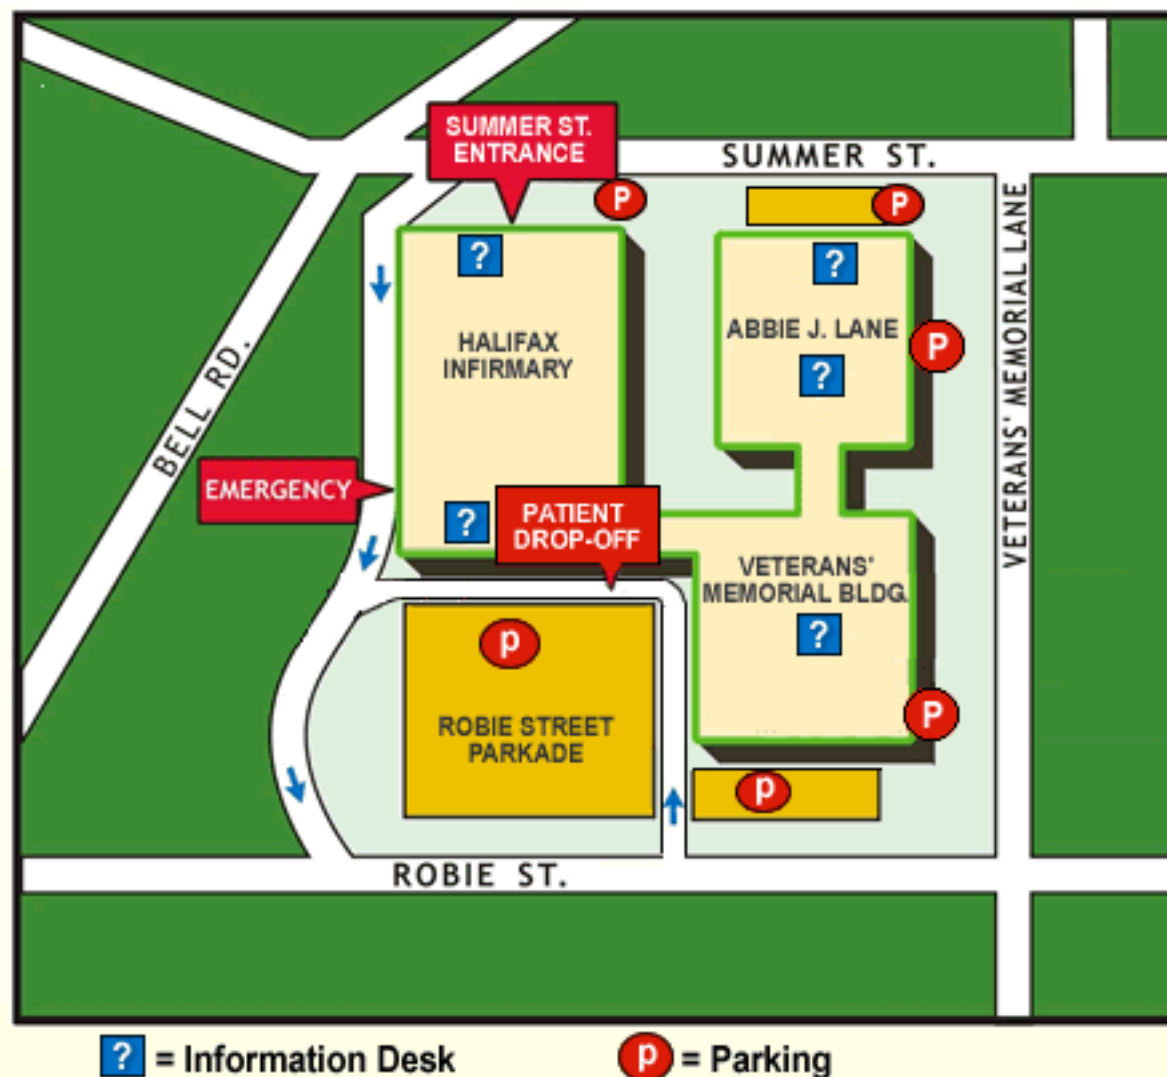 SUMMER ST.
ENTRANCE
SUMMER ST.
P
P
?
?
HALIFAX
INFIRMARY
ABBIE J. LANE
P
?
VETERANS' MEMORIAL LANE
BELL RD.
EMERGENCY
?
PATIENT
DROP-OFF
VETERANS'
MEMORIAL BLDG.
?
p
ROBIE STREET
PARKADE
P
p
ROBIE ST.
? = Information Desk
p = Parking